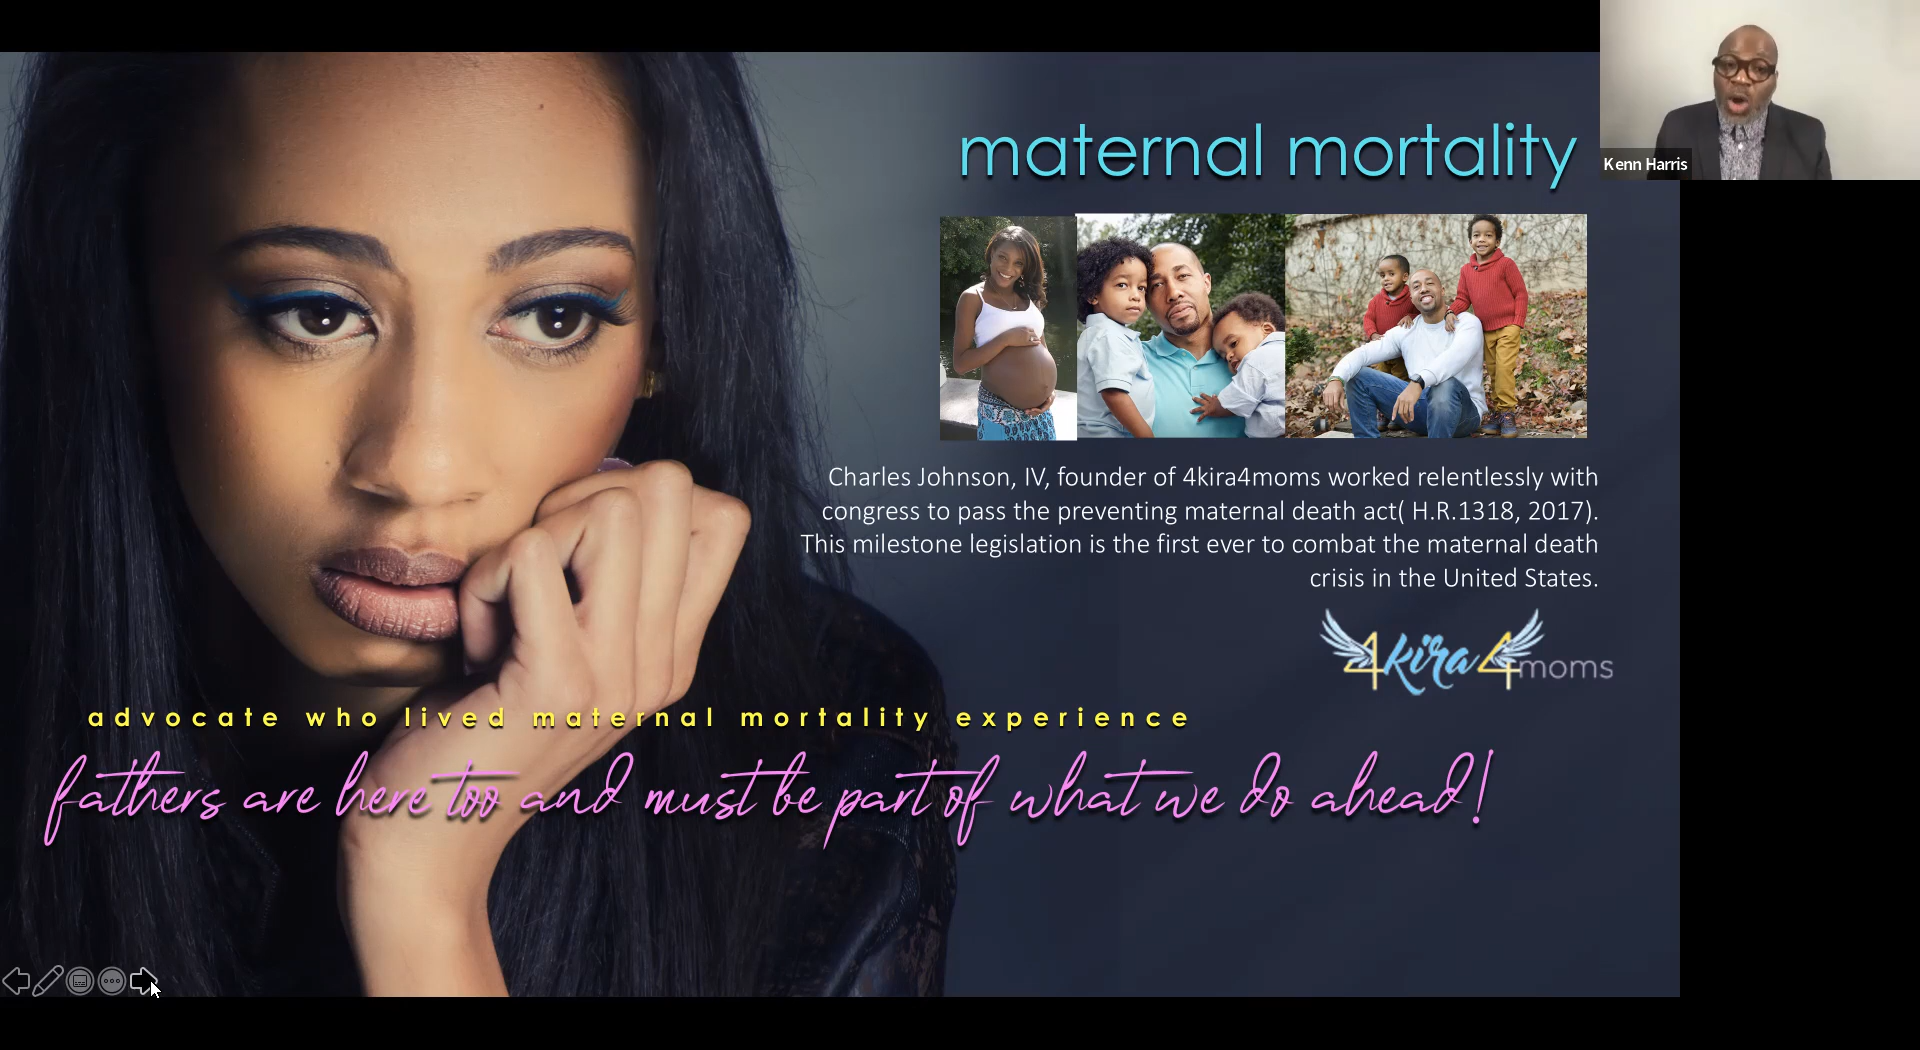 maternal mortality
Kenn Harris
Charles Johnson, IV, founder of 4kira4moms worked relentlessly with
congress to pass the preventing maternal death act( H.R.1318, 2017).
This milestone legislation is the first ever to combat the maternal death
crisis in the United States.
4kira4moms
advocate who lived maternal mortality experience
fathers are here too and must be part of what we do ahead!